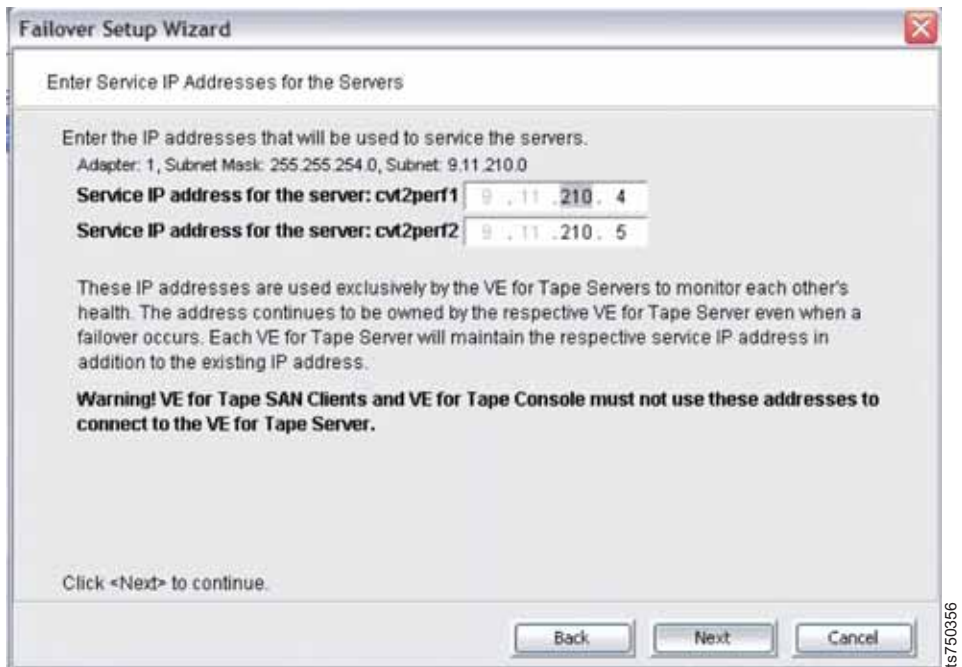 Failover Setup Wizard
Enter Service IP Addresses for the Servers
Enter the IP addresses that will be used to service the servers.
Adapter: 1, Subnet Mask: 255.255.254.0, Subnet: 9.11.210.0
Service IP address for the server: cvt2perf1 9 . 11 . 210 . 4
Service IP address for the server: cvt2perf2 9 . 11 . 210 . 5
These IP addresses are used exclusively by the VE for Tape Servers to monitor each other's
health. The address continues to be owned by the respective VE for Tape Server even when a
failover occurs. Each VE for Tape Server will maintain the respective service IP address in
addition to the existing IP address.
Warning! VE for Tape SAN Clients and VE for Tape Console must not use these addresses to
connect to the VE for Tape Server.
Click <Next> to continue.
Back Next Cancel
ts750356